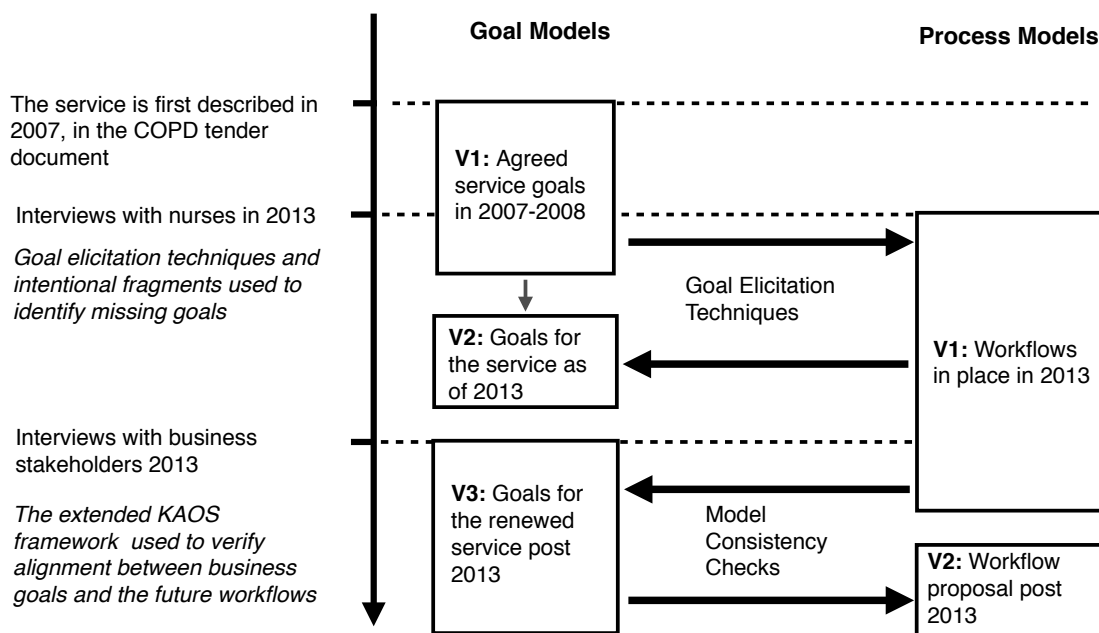 Goal Models
Process Models
The service is first described in
2007, in the COPD tender
document
V1: Agreed
service goals
in 2007-2008
Interviews with nurses in 2013
Goal elicitation techniques and
intentional fragments used to
identify missing goals
Goal Elicitation
Techniques
V2: Goals for
the service as
of 2013
V1: Workflows
in place in 2013
Interviews with business
stakeholders 2013
V3: Goals for
the renewed
service post
2013
Model
Consistency
Checks
The extended KAOS
framework used to verify
alignment between business
goals and the future workflows
V2: Workflow
proposal post
2013